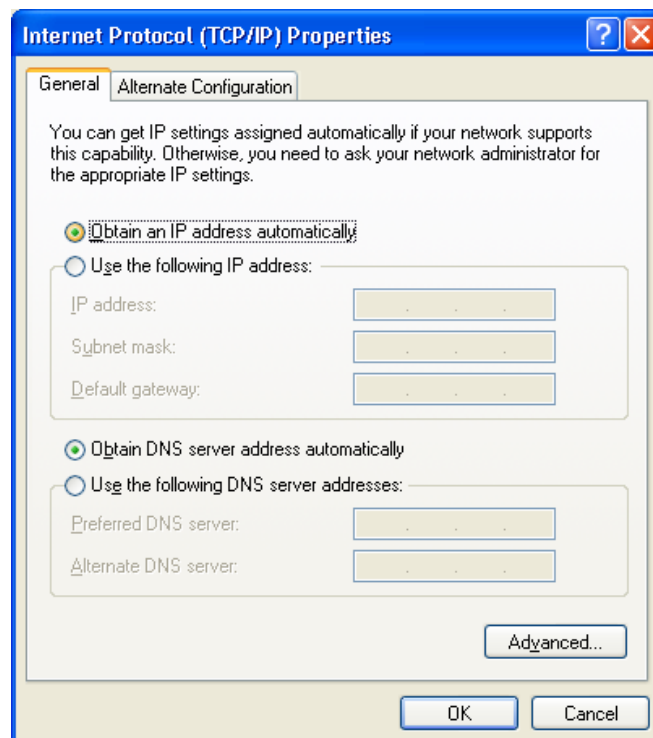 Internet Protocol (TCP/IP) Properties
General
Alternate Configuration
You can get IP settings assigned automatically if your network supports
this capability. Otherwise, you need to ask your network administrator for
the appropriate IP settings.
Obtain an IP address automatically
Use the following IP address:
IP address:
Subnet mask:
Default gateway:
Obtain DNS server address automatically
Use the following DNS server addresses:
Preferred DNS server:
Alternate DNS server:
Advanced...
OK
Cancel